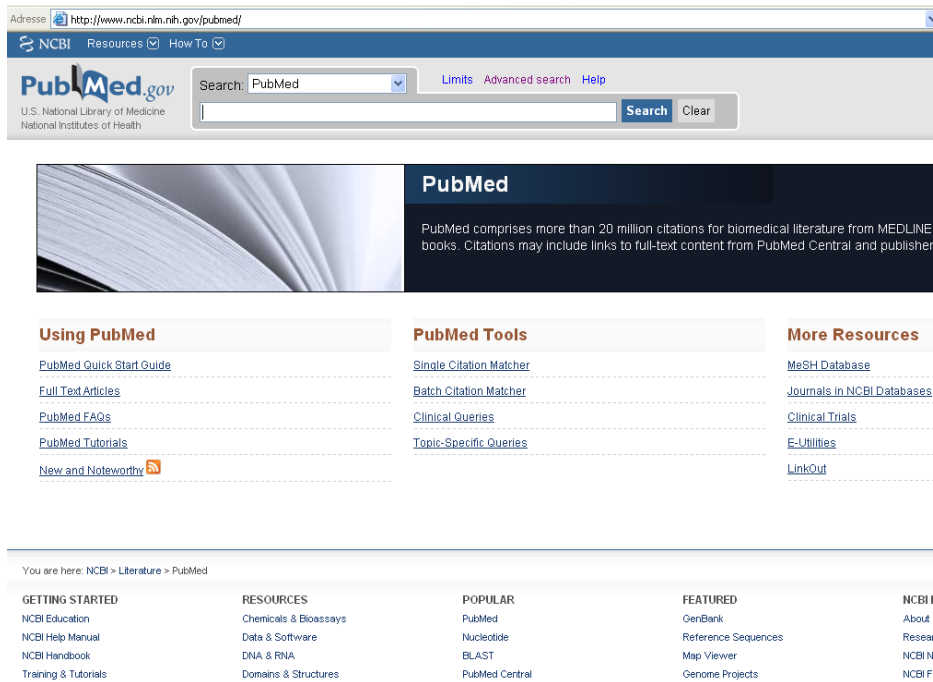 Adresse http://www.ncbi.nlm.nih.gov/pubmed/
NCBI Resources How To
PubMed.gov
U.S. National Library of Medicine
National Institutes of Health
Search: PubMed
Limits Advanced search Help
Search Clear
PubMed
PubMed comprises more than 20 million citations for biomedical literature from MEDLINE
books. Citations may include links to full-text content from PubMed Central and publisher
Using PubMed
PubMed Quick Start Guide
Full Text Articles
PubMed FAQs
PubMed Tutorials
New and Noteworthy
PubMed Tools
Single Citation Matcher
Batch Citation Matcher
Clinical Queries
Topic-Specific Queries
More Resources
MeSH Database
Journals in NCBI Databases
Clinical Trials
E-Utilities
LinkOut
You are here: NCBI > Literature > PubMed
GETTING STARTED
NCBI Education
NCBI Help Manual
NCBI Handbook
Training & Tutorials
RESOURCES
Chemicals & Bioassays
Data & Software
DNA & RNA
Domains & Structures
POPULAR
PubMed
Nucleotide
BLAST
PubMed Central
FEATURED
GenBank
Reference Sequences
Map Viewer
Genome Projects
NCBI
About
Resear
NCBI N
NCBI F